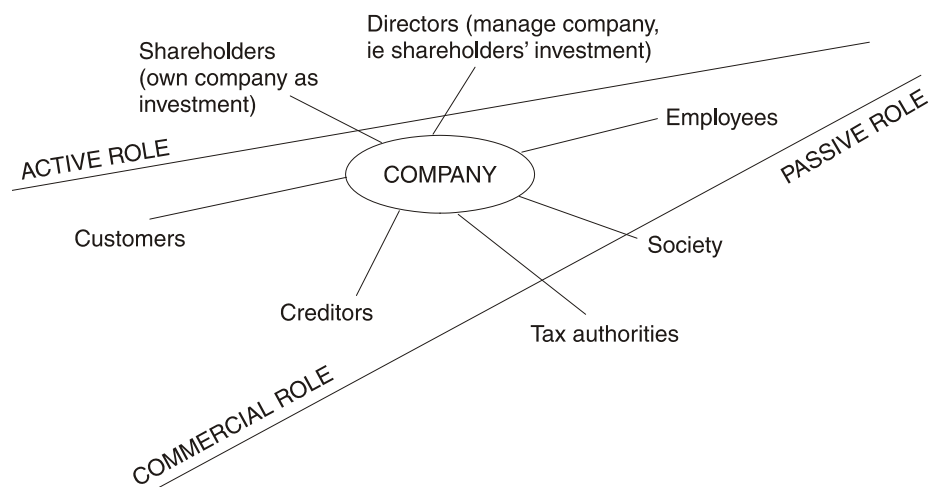 Directors (manage company,
ie shareholders’ investment)
Shareholders
(own company as
investment)
Employees
ACTIVE ROLE
PASSIVE ROLE
COMPANY
Customers
Society
Creditors
Tax authorities
COMMERCIAL ROLE